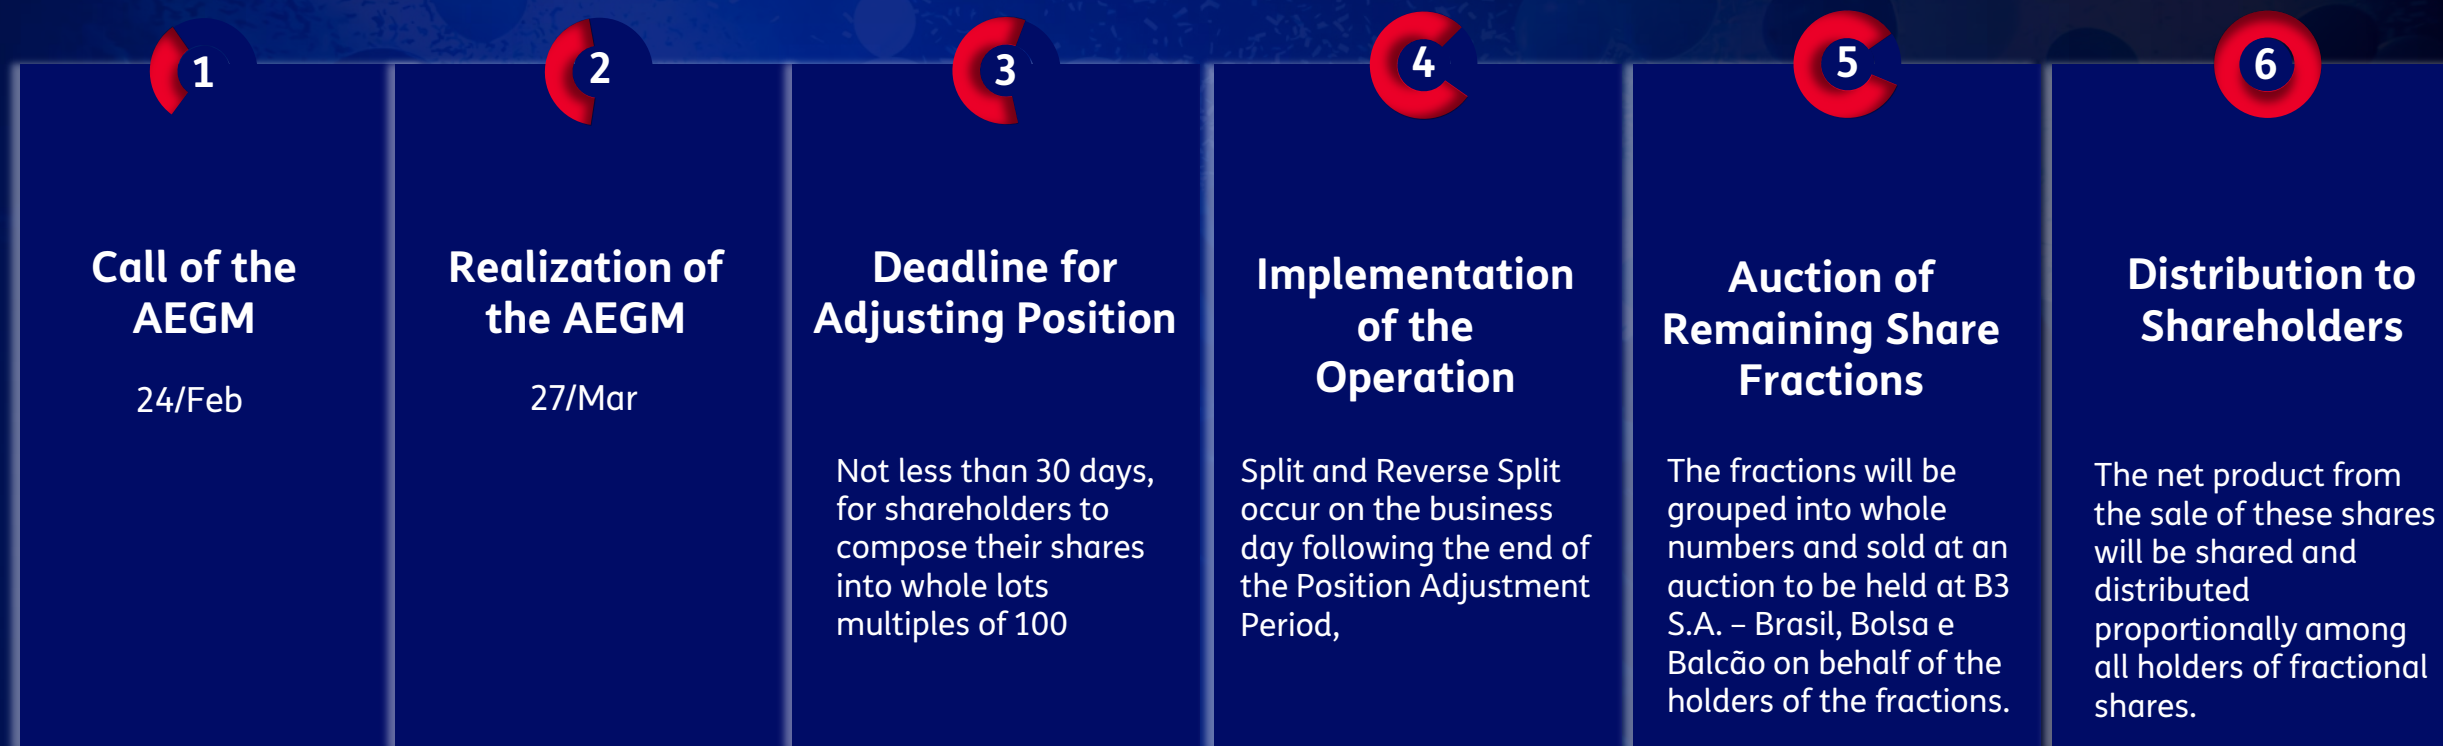 1
Call of the
AEGM
24/Feb
2
Realization of
the AEGM
27/Mar
3
Deadline for
Adjusting Position
Not less than 30 days,
for shareholders to
compose their shares
into whole lots
multiples of 100
4
Implementation
of the
Operation
Split and Reverse Split
occur on the business
day following the end of
the Position Adjustment
Period,
5
Auction of
Remaining Share
Fractions
The fractions will be
grouped into whole
numbers and sold at an
auction to be held at B3
S.A. – Brasil, Bolsa e
Balcão on behalf of the
holders of the fractions.
6
Distribution to
Shareholders
The net product from
the sale of these shares
will be shared and
distributed
proportionally among
all holders of fractional
shares.